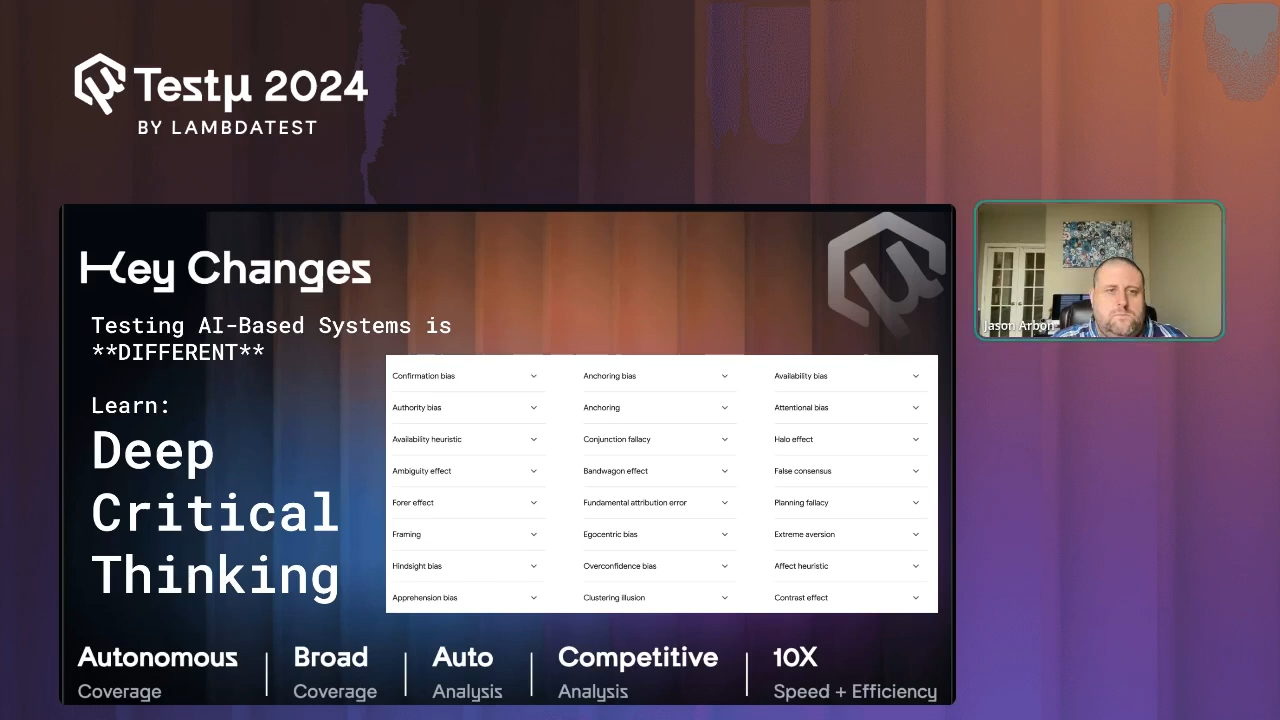 Testμ 2024
BY LAMBDATEST
Key Changes
Testing AI-Based Systems is
**DIFFERENT**
Learn:
Deep
Critical
Thinking
Confirmation bias
Anchoring bias
Availability bias
Authority bias
Anchoring
Attentional bias
Availability heuristic
Conjunction fallacy
Halo effect
Ambiguity effect
Bandwagon effect
False consensus
Forer effect
Fundamental attribution error
Planning fallacy
Framing
Egocentric bias
Extreme aversion
Hindsight bias
Overconfidence bias
Affect heuristic
Apprehension bias
Clustering illusion
Contrast effect
Autonomous
Coverage
Broad
Coverage
Auto
Analysis
Competitive
Analysis
10X
Speed + Efficiency
Jason Arbon